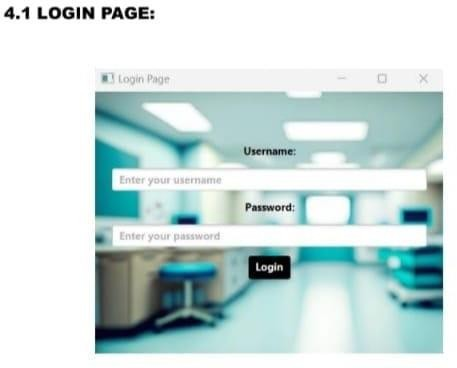 4.1 LOGIN PAGE:
Login Page
Username:
Enter your username
Password:
Enter your password
Login